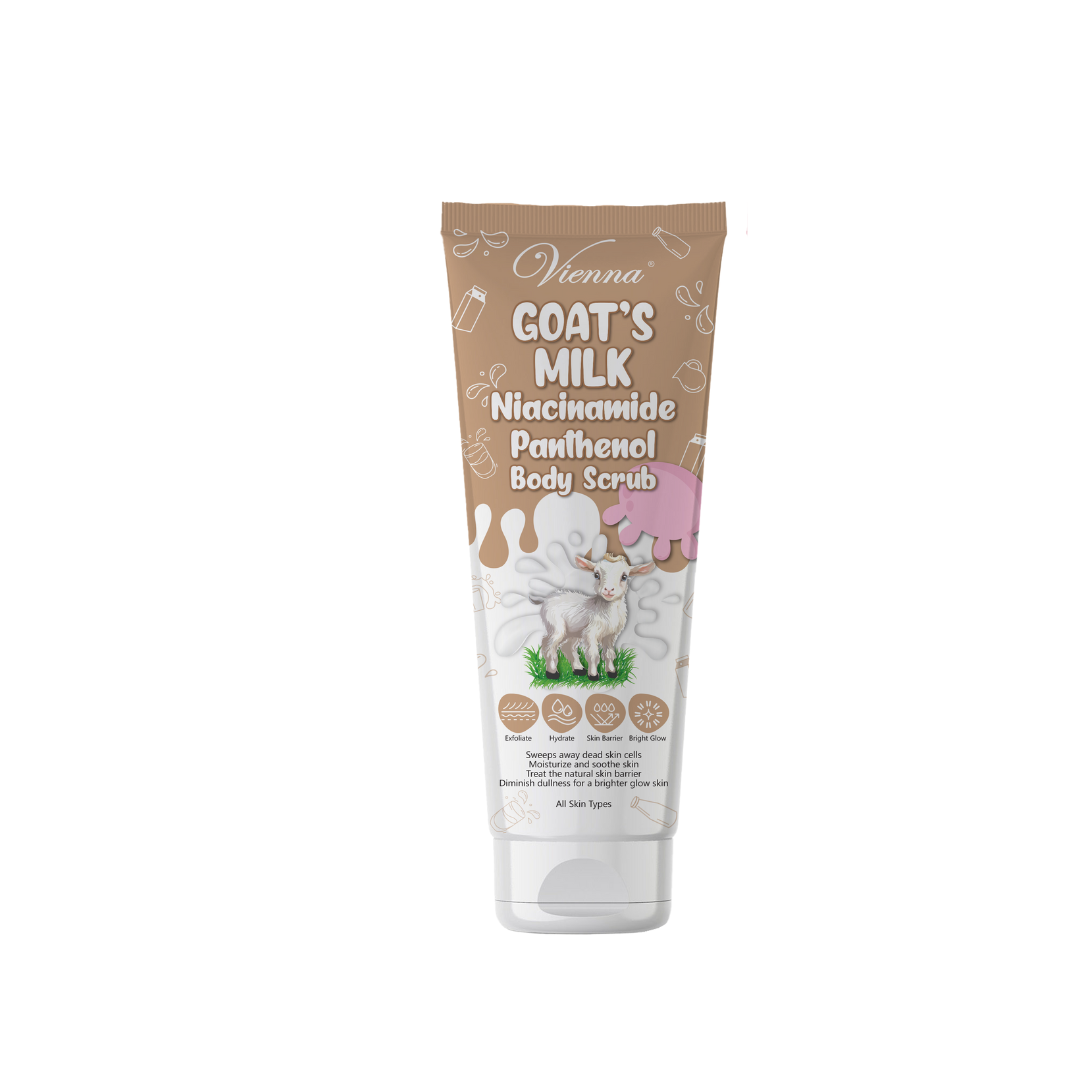 Vienna®
GOAT'S
MILK
Niacinamide
Panthenol
Body Scrub
Exfoliate Hydrate Skin Barrier Bright Glow
Sweeps away dead skin cells
Moisturize and soothe skin
Treat the natural skin barrier
Diminish dullness for a brighter glow skin
All Skin Types